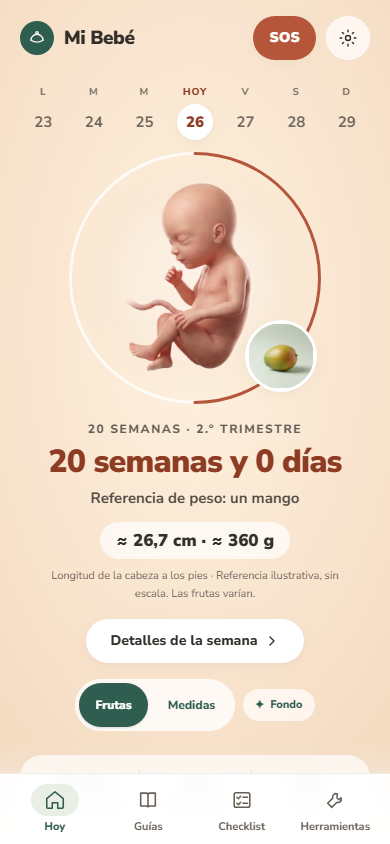 Mi Bebé
SOS
L M M HOY V S D
23 24 25 26 27 28 29
20 SEMANAS · 2.º TRIMESTRE
20 semanas y 0 días
Referencia de peso: un mango
≈ 26,7 cm · ≈ 360 g
Longitud de la cabeza a los pies · Referencia ilustrativa, sin
escala. Las frutas varían.
Detalles de la semana
Frutas Medidas Fondo
Hoy Guías Checklist Herramientas